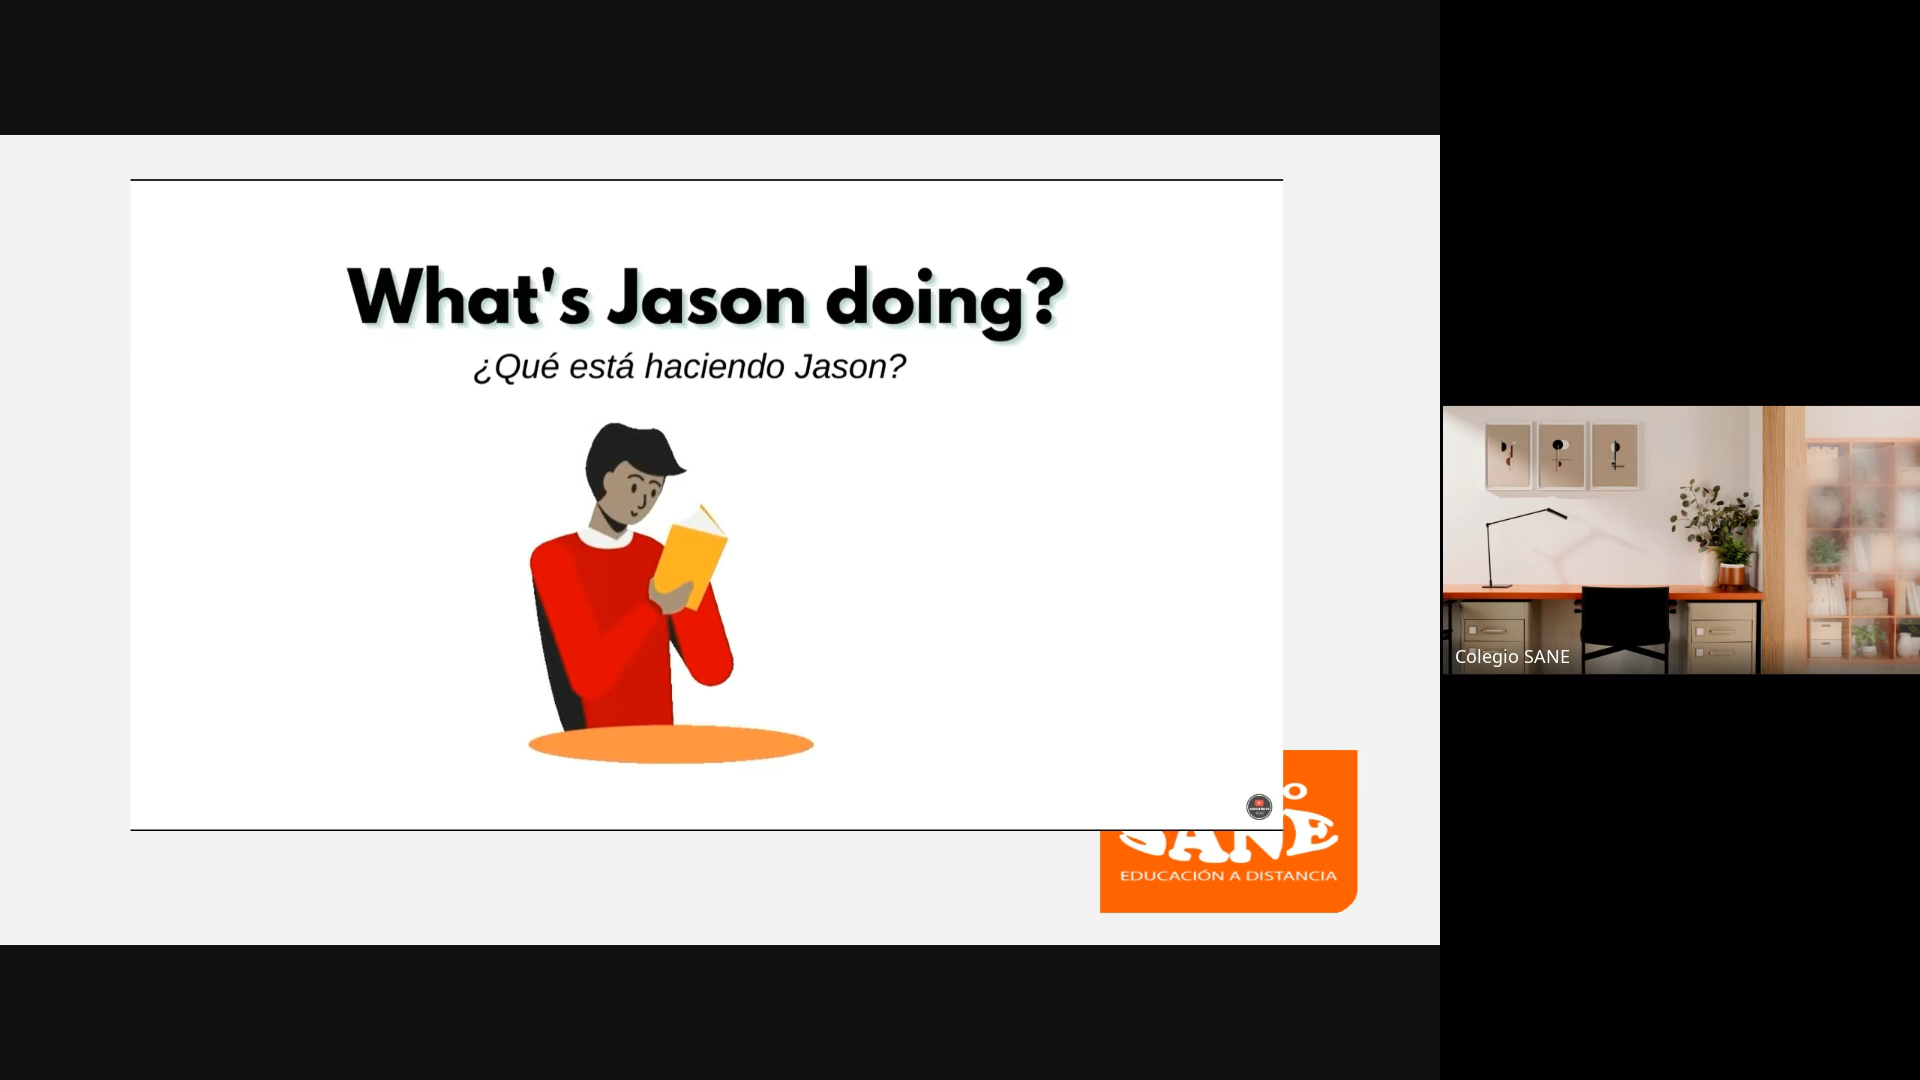 What's Jason doing?
¿Qué está haciendo Jason?
Colegio SANE
SANE
EDUCACIÓN A DISTANCIA